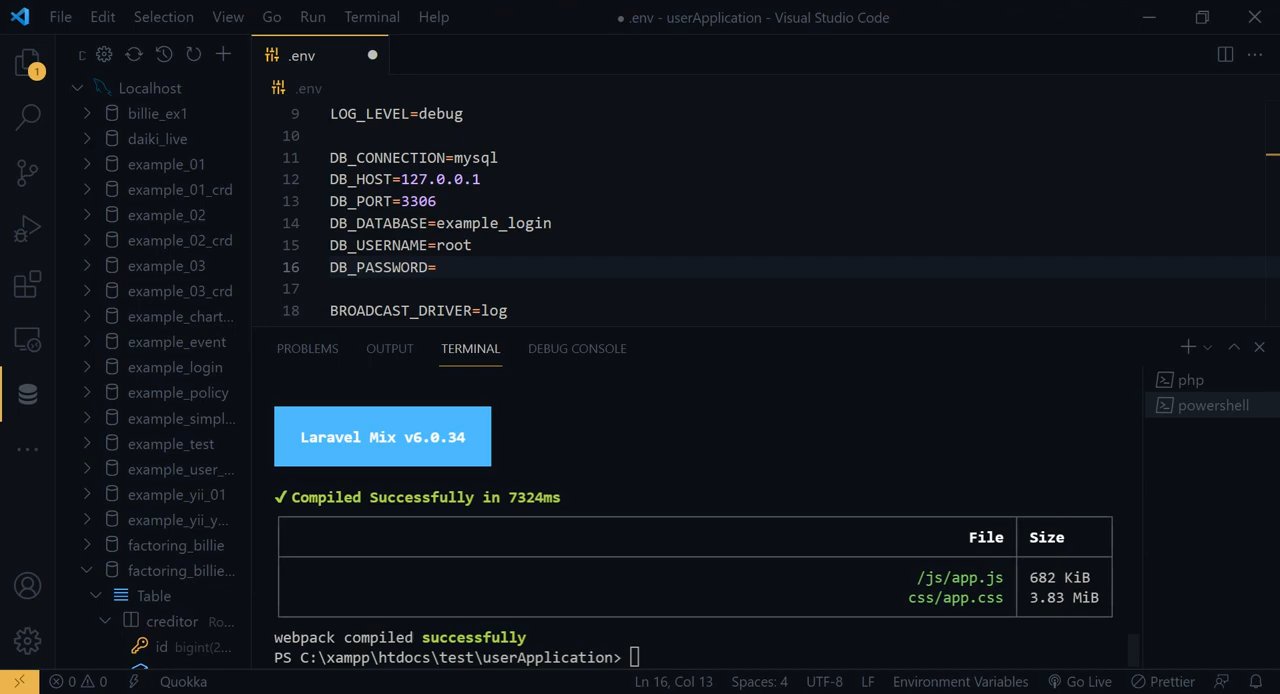 File Edit Selection View Go Run Terminal Help
● .env - userApplication - Visual Studio Code
1
.env
.env
Localhost
billie_ex1
daiki_live
example_01
example_01_crd
example_02
example_02_crd
example_03
example_03_crd
example_chart...
example_event
example_login
example_policy
example_simpl...
example_test
example_user_...
example_yii_01
example_yii_y...
factoring_billie
factoring_billie...
Table
creditor Ro...
id bigint(2...
9 LOG_LEVEL=debug
10
11 DB_CONNECTION=mysql
12 DB_HOST=127.0.0.1
13 DB_PORT=3306
14 DB_DATABASE=example_login
15 DB_USERNAME=root
16 DB_PASSWORD=
17
18 BROADCAST_DRIVER=log
PROBLEMS OUTPUT TERMINAL DEBUG CONSOLE
php
powershell
Laravel Mix v6.0.34
✔ Compiled Successfully in 7324ms
File Size
/js/app.js 682 KiB
css/app.css 3.83 MiB
webpack compiled successfully
PS C:\xampp\htdocs\test\userApplication>
0 0 Quokka Ln 16, Col 13 Spaces: 4 UTF-8 LF Environment Variables Go Live Prettier